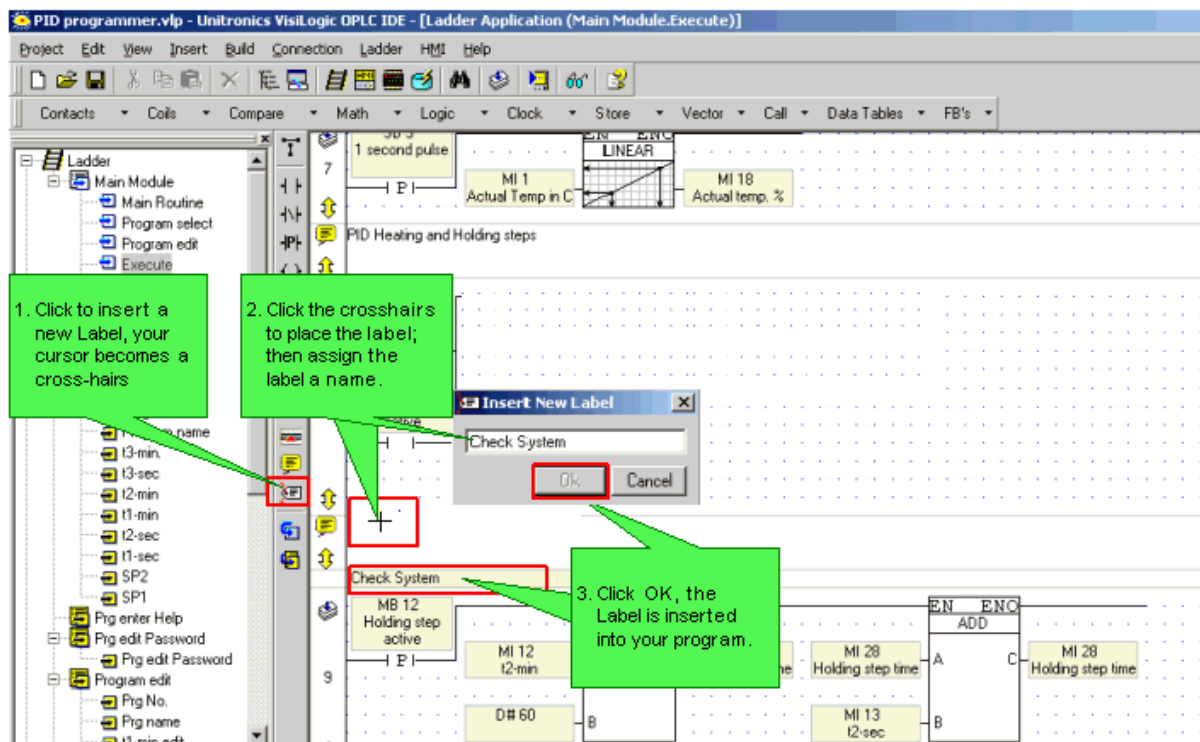 PID programmer.vlp - Unitronics VisiLogic OPLC IDE - [Ladder Application (Main Module.Execute)]
Project Edit View Insert Build Connection Ladder HMI Help
Contacts Coils Compare Math Logic Clock Store Vector Call Data Tables FB's
Ladder
Main Module
Main Routine
Program select
Program edit
Execute
1. Click to insert a
new Label, your
cursor becomes a
cross-hairs
name
t3-min.
t3-sec
t2-min
t1-min
t2-sec
t1-sec
SP2
SP1
Prg enter Help
Prg edit Password
Prg edit Password
Program edit
Prg No.
Prg name
t1-min edit
7
1 second pulse
P
MI 1
Actual Temp in C
EN ENO
LINEAR
MI 18
Actual temp. %
PID Heating and Holding steps
2. Click the crosshairs
to place the label;
then assign the
label a name.
Insert New Label
Check System
Ok Cancel
Check System
3. Click OK, the
Label is inserted
into your program.
9
MB 12
Holding step
active
P
MI 12
t2-min
D# 60
B
EN ENO
ADD
MI 28
Holding step time
A
C
MI 28
Holding step time
MI 13
t2-sec
B